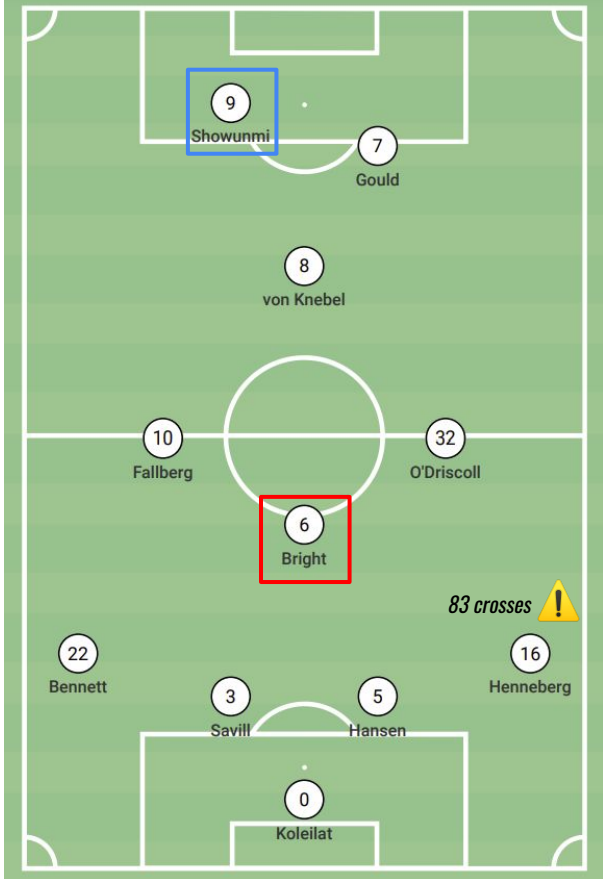 9
Showunmi
7
Gould
8
von Knebel
10
Fallberg
32
O'Driscoll
6
Bright
83 crosses
22
Bennett
16
Henneberg
3
Savill
5
Hansen
0
Koleilat